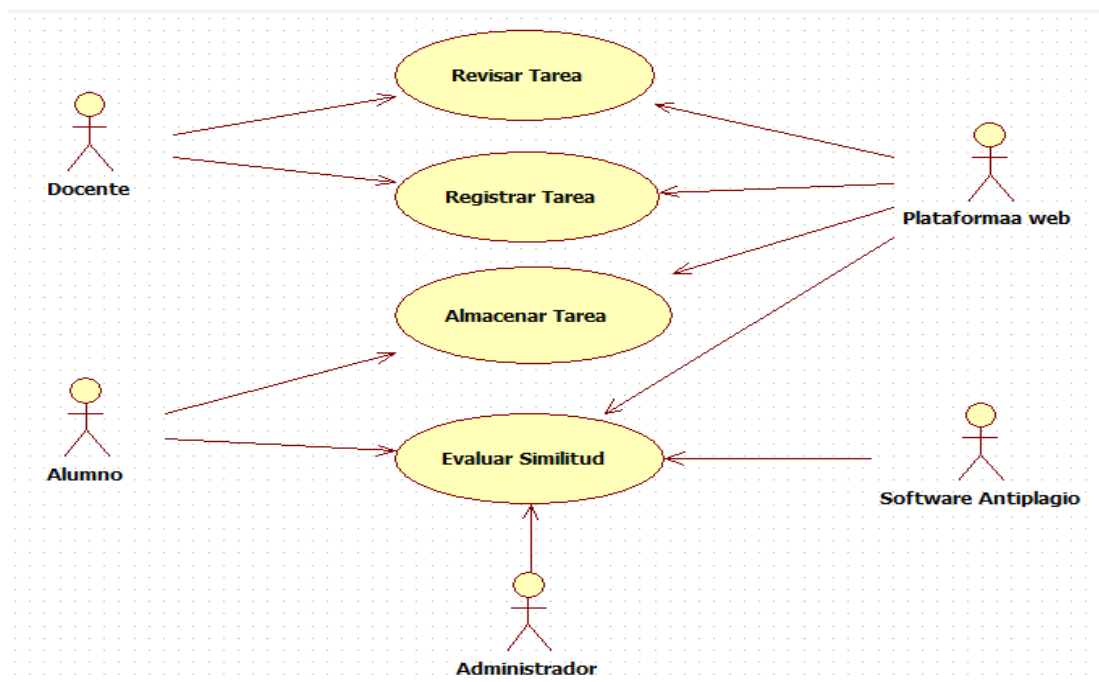 Revisar Tarea
Docente
Registrar Tarea
Plataformaa web
Almacenar Tarea
Alumno
Evaluar Similitud
Software Antiplagio
Administrador